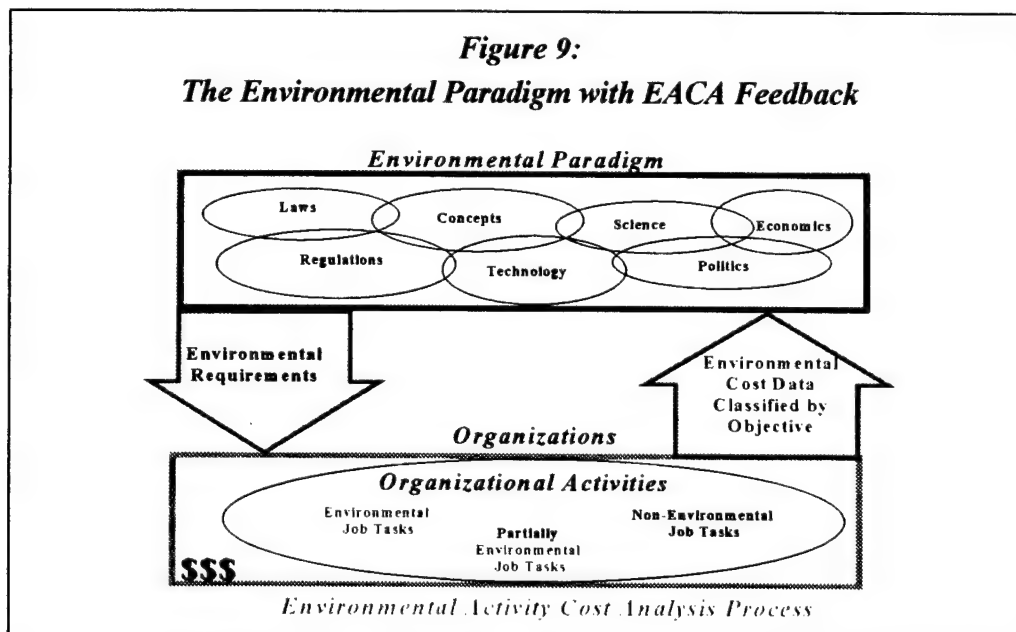 Figure 9:
The Environmental Paradigm with EACA Feedback
Environmental Paradigm
Laws
Concepts
Science
Economics
Regulations
Technology
Politics
Environmental
Requirements
Environmental
Cost Data
Classified by
Objective
Organizations
Organizational Activities
Environmental
Job Tasks
Partially
Environmental
Job Tasks
Non-Environmental
Job Tasks
$$$
Environmental Activity Cost Analysis Process